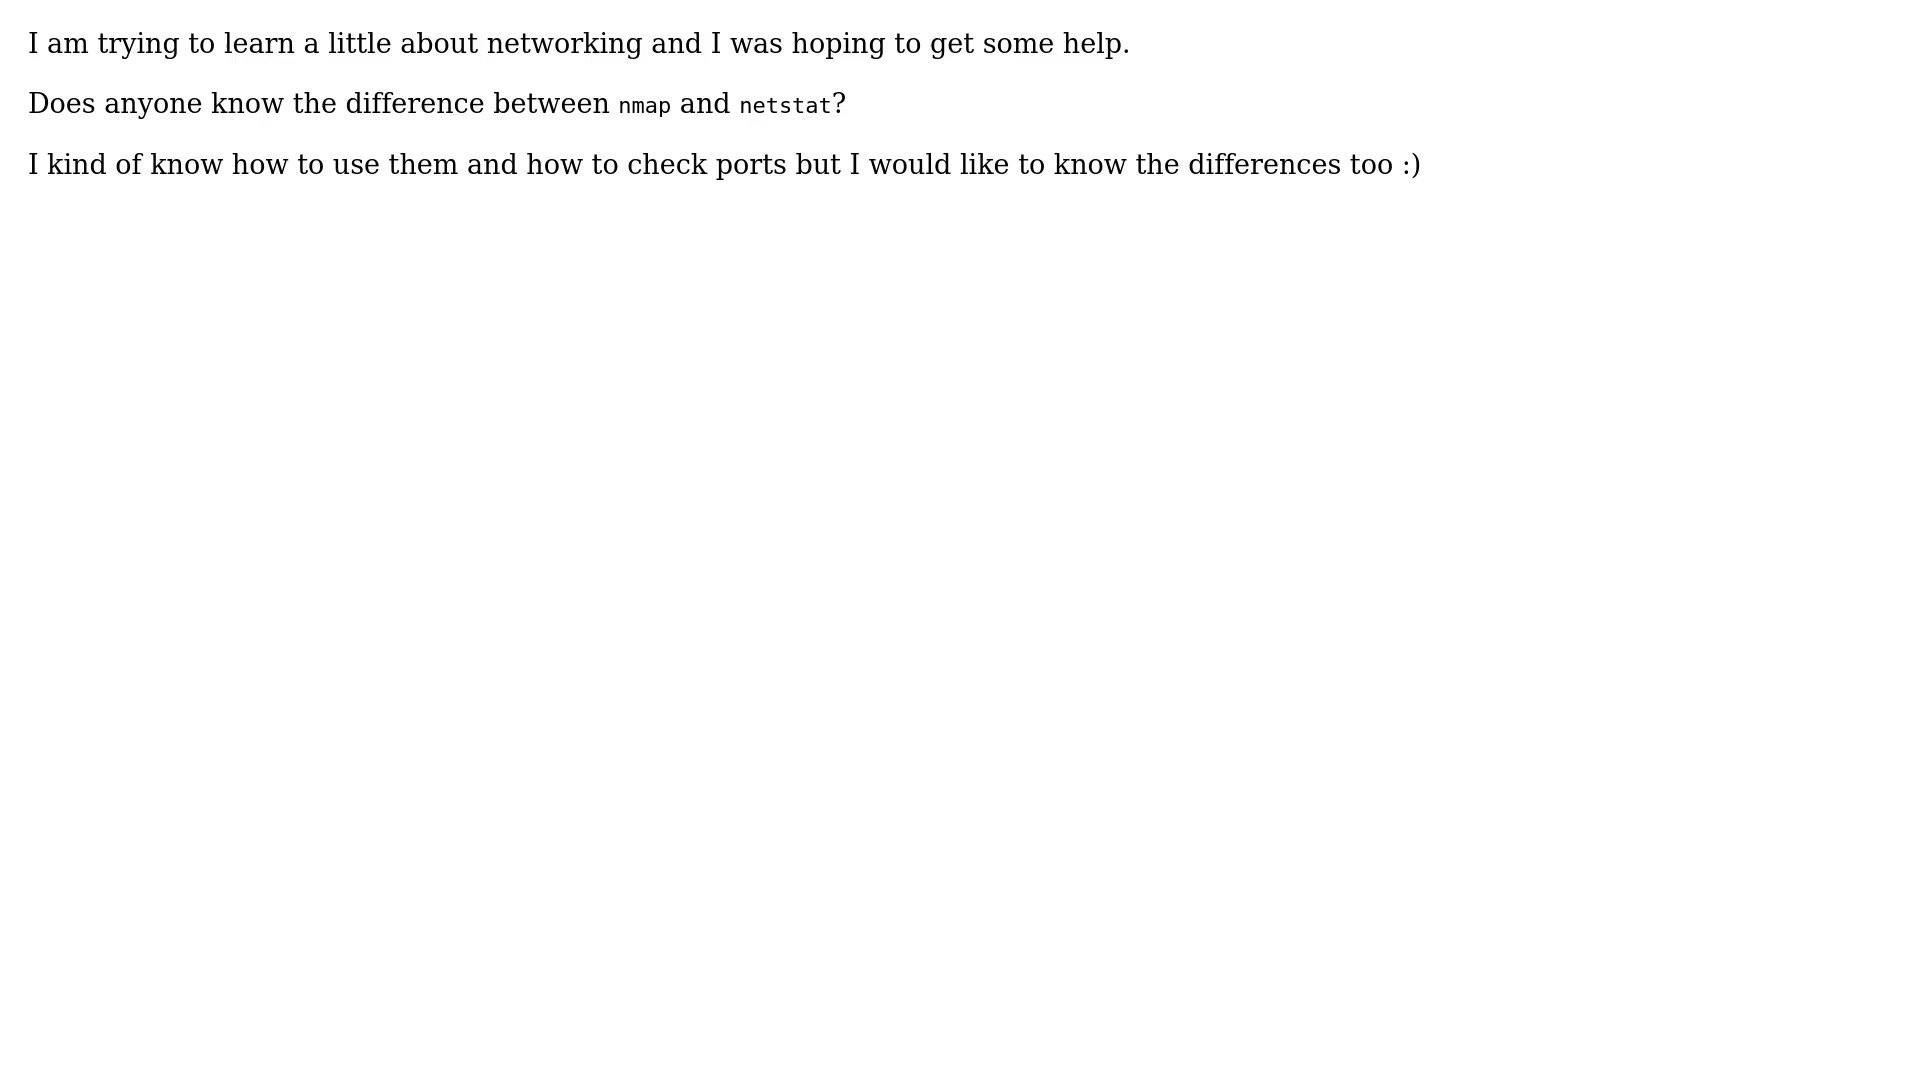 I am trying to learn a little about networking and I was hoping to get some help.
Does anyone know the difference between nmap and netstat?
I kind of know how to use them and how to check ports but I would like to know the differences too :)